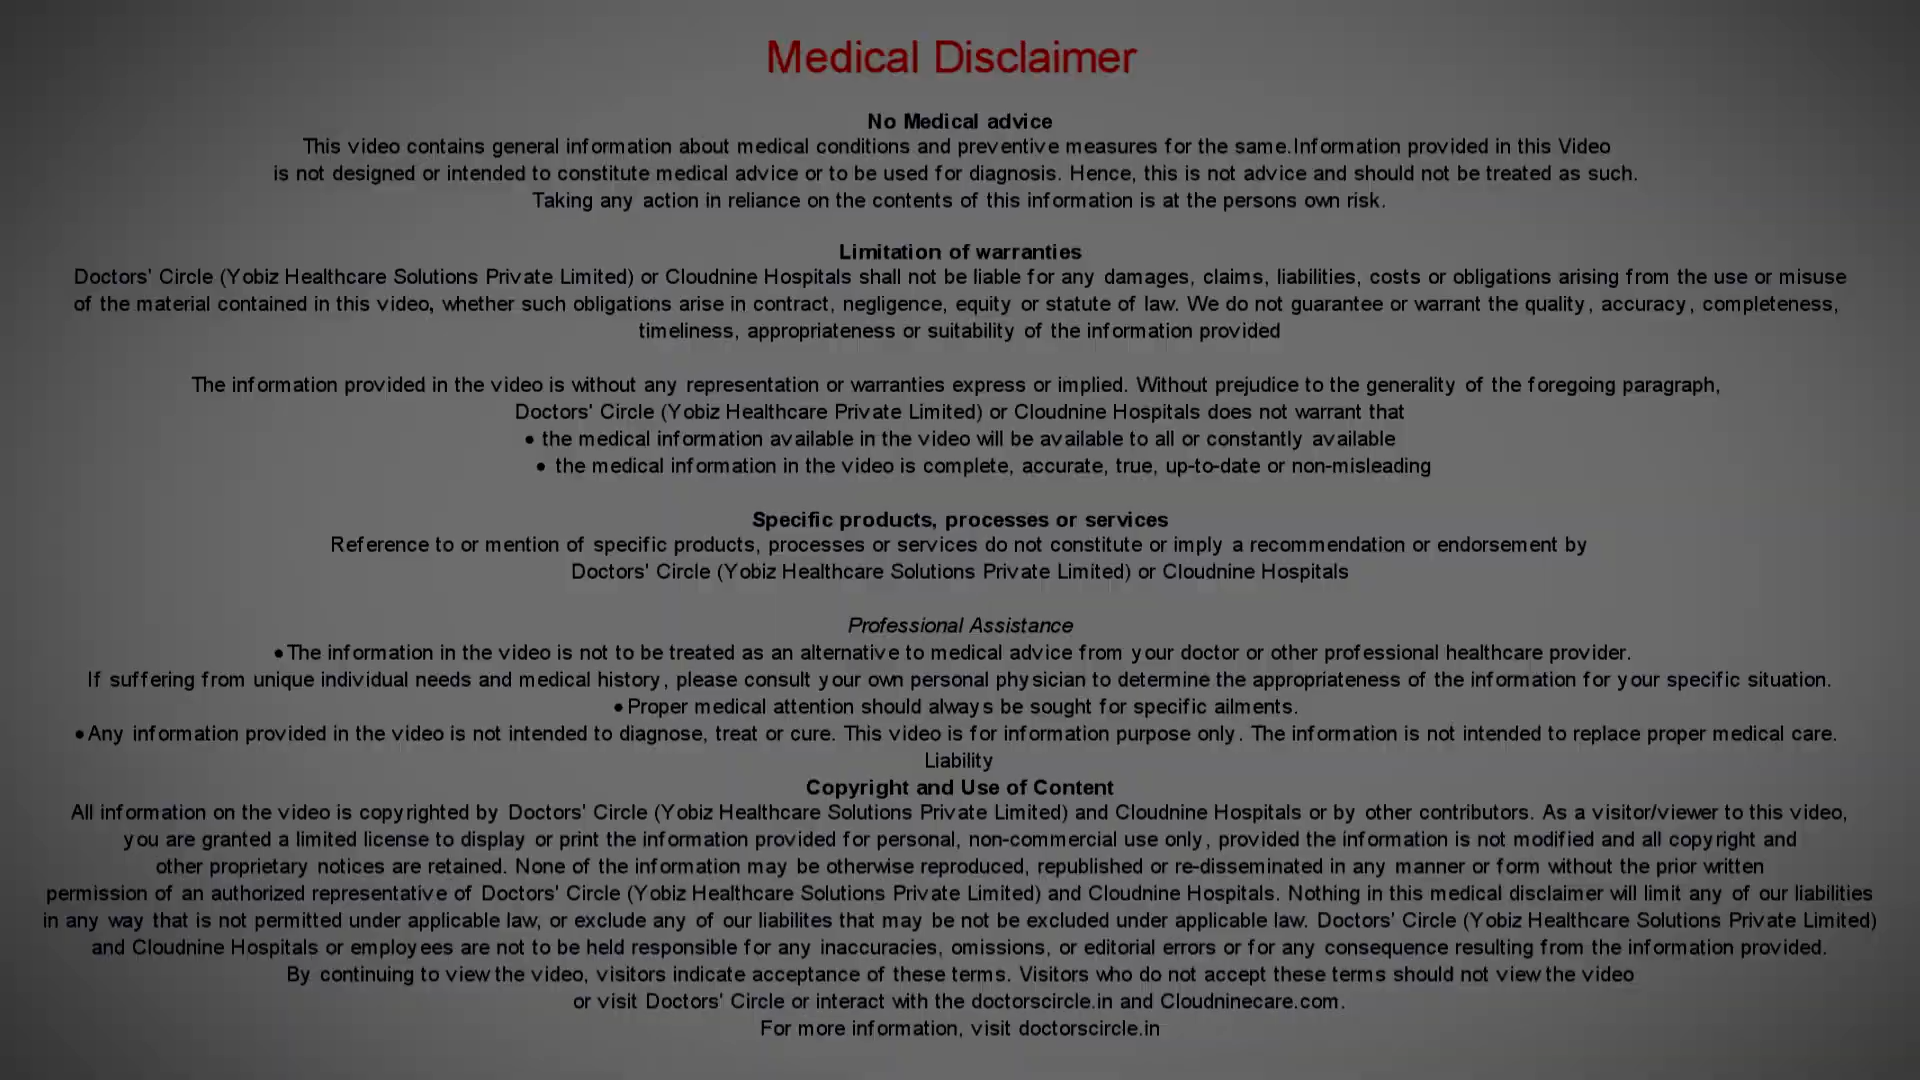 Medical Disclaimer
No Medical advice
This video contains general information about medical conditions and preventive measures for the same.Information provided in this Video
is not designed or intended to constitute medical advice or to be used for diagnosis. Hence, this is not advice and should not be treated as such.
Taking any action in reliance on the contents of this information is at the persons own risk.
Limitation of warranties
Doctors' Circle (Yobiz Healthcare Solutions Private Limited) or Cloudnine Hospitals shall not be liable for any damages, claims, liabilities, costs or obligations arising from the use or misuse
of the material contained in this video, whether such obligations arise in contract, negligence, equity or statute of law. We do not guarantee or warrant the quality, accuracy, completeness,
timeliness, appropriateness or suitability of the information provided
The information provided in the video is without any representation or warranties express or implied. Without prejudice to the generality of the foregoing paragraph,
Doctors' Circle (Yobiz Healthcare Private Limited) or Cloudnine Hospitals does not warrant that
• the medical information available in the video will be available to all or constantly available
• the medical information in the video is complete, accurate, true, up-to-date or non-misleading
Specific products, processes or services
Reference to or mention of specific products, processes or services do not constitute or imply a recommendation or endorsement by
Doctors' Circle (Yobiz Healthcare Solutions Private Limited) or Cloudnine Hospitals
Professional Assistance
•The information in the video is not to be treated as an alternative to medical advice from your doctor or other professional healthcare provider.
If suffering from unique individual needs and medical history, please consult your own personal physician to determine the appropriateness of the information for your specific situation.
•Proper medical attention should always be sought for specific ailments.
•Any information provided in the video is not intended to diagnose, treat or cure. This video is for information purpose only. The information is not intended to replace proper medical care.
Liability
Copyright and Use of Content
All information on the video is copyrighted by Doctors' Circle (Yobiz Healthcare Solutions Private Limited) and Cloudnine Hospitals or by other contributors. As a visitor/viewer to this video,
you are granted a limited license to display or print the information provided for personal, non-commercial use only, provided the information is not modified and all copyright and
other proprietary notices are retained. None of the information may be otherwise reproduced, republished or re-disseminated in any manner or form without the prior written
permission of an authorized representative of Doctors' Circle (Yobiz Healthcare Solutions Private Limited) and Cloudnine Hospitals. Nothing in this medical disclaimer will limit any of our liabilities
in any way that is not permitted under applicable law, or exclude any of our liabilites that may be not be excluded under applicable law. Doctors' Circle (Yobiz Healthcare Solutions Private Limited)
and Cloudnine Hospitals or employees are not to be held responsible for any inaccuracies, omissions, or editorial errors or for any consequence resulting from the information provided.
By continuing to view the video, visitors indicate acceptance of these terms. Visitors who do not accept these terms should not view the video
or visit Doctors' Circle or interact with the doctorscircle.in and Cloudninecare.com.
For more information, visit doctorscircle.in